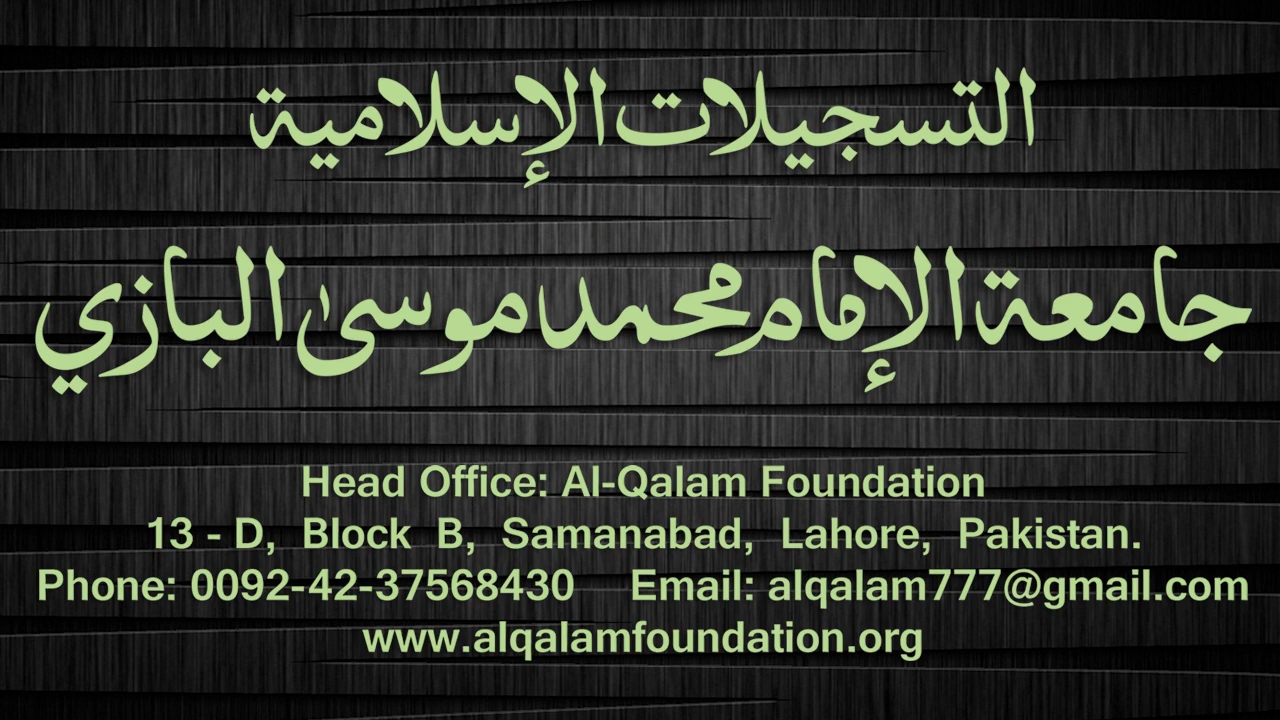 التسجيلات الإسلامية
جامعة الإمام محمد موسىٰ البازي
Head Office: Al-Qalam Foundation
13 - D, Block B, Samanabad, Lahore, Pakistan.
Phone: 0092-42-37568430 Email: alqalam777@gmail.com
www.alqalamfoundation.org